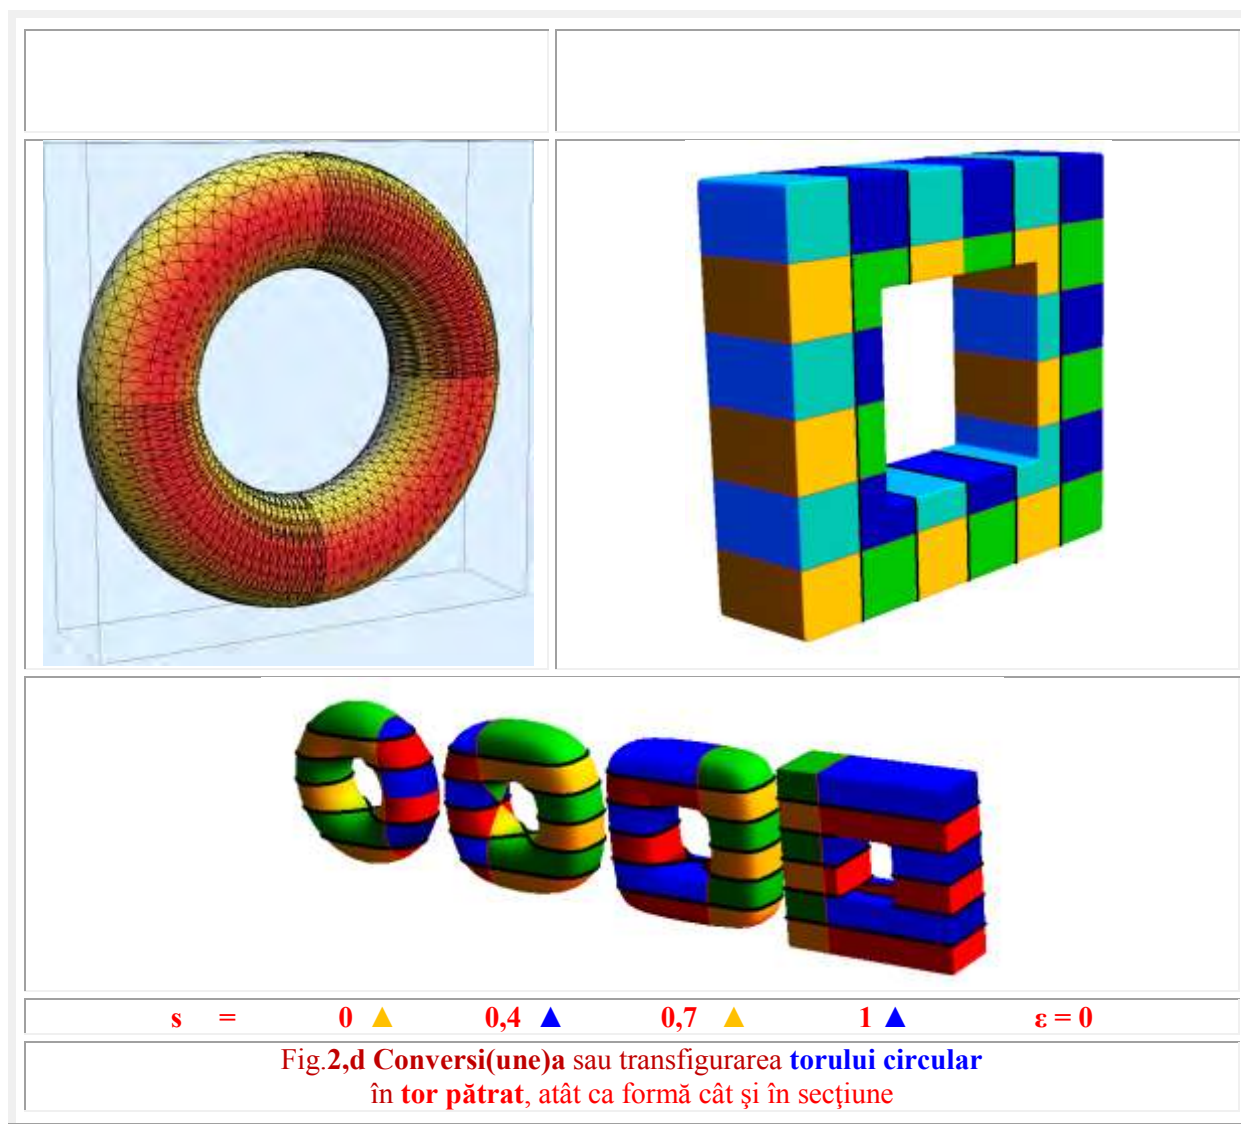 s = 0 ▲ 0,4 ▲ 0,7 ▲ 1 ▲ ε = 0
Fig.2,d Conversi(une)a sau transfigurarea torului circular
în tor pătrat, atât ca formă cât şi în secţiune